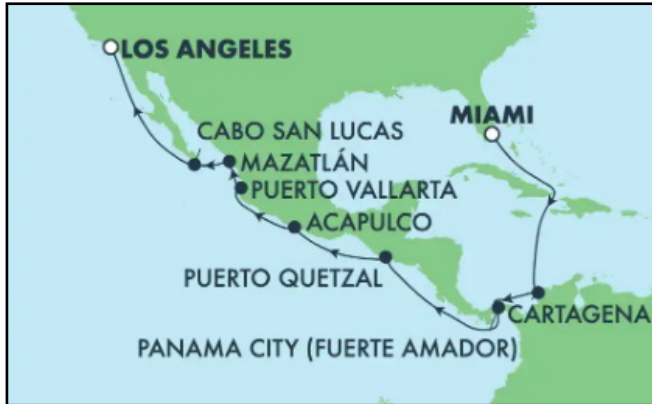 LOS ANGELES
MIAMI
CABO SAN LUCAS
MAZATLÁN
PUERTO VALLARTA
ACAPULCO
PUERTO QUETZAL
CARTAGENA
PANAMA CITY (FUERTE AMADOR)